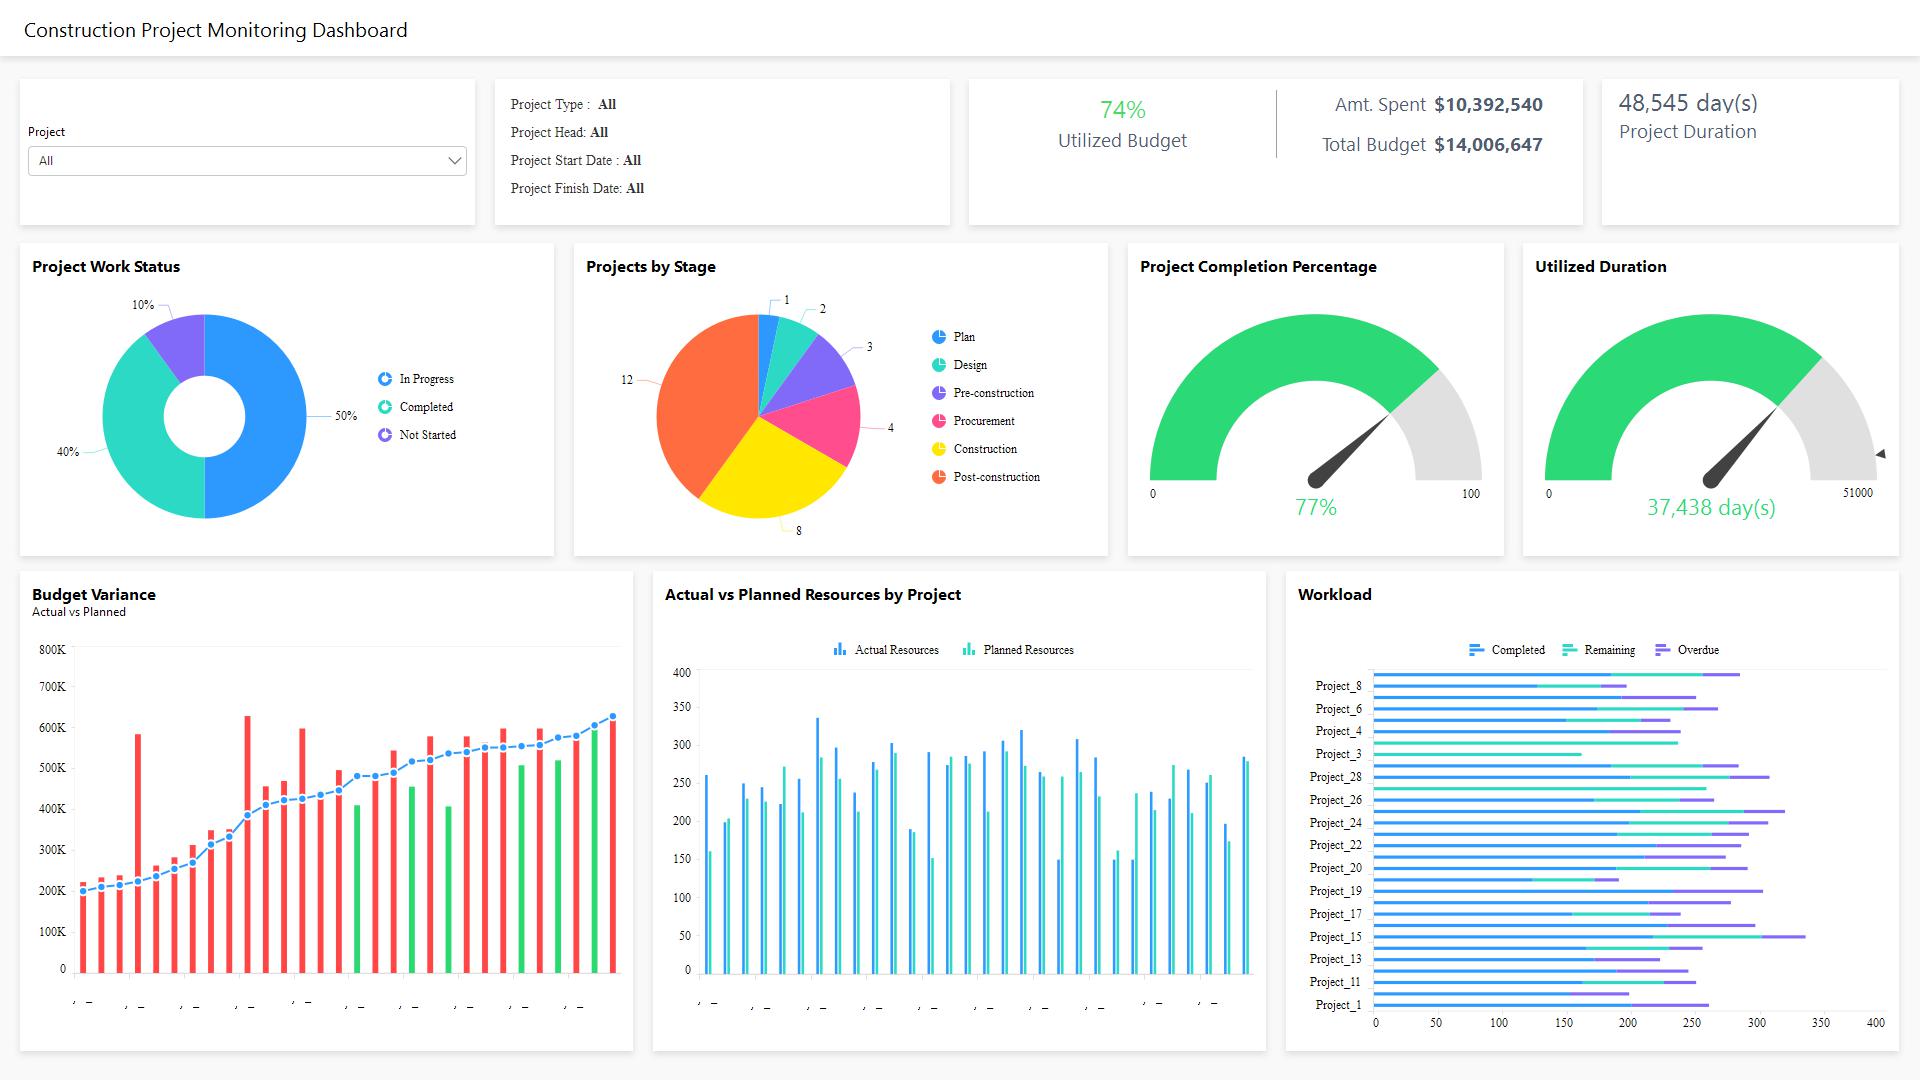 Construction Project Monitoring Dashboard
Project
All
Project Type : All
Project Head: All
Project Start Date : All
Project Finish Date: All
74%
Utilized Budget
Amt. Spent $10,392,540
Total Budget $14,006,647
48,545 day(s)
Project Duration
Project Work Status
10%
50%
40%
In Progress
Completed
Not Started
Projects by Stage
1
2
3
4
8
12
Plan
Design
Pre-construction
Procurement
Construction
Post-construction
Project Completion Percentage
0
100
77%
Utilized Duration
0
51000
37,438 day(s)
Budget Variance
Actual vs Planned
800K
700K
600K
500K
400K
300K
200K
100K
0
Actual vs Planned Resources by Project
Actual Resources Planned Resources
400
350
300
250
200
150
100
50
0
Workload
Completed Remaining Overdue
Project_8
Project_6
Project_4
Project_3
Project_28
Project_26
Project_24
Project_22
Project_20
Project_19
Project_17
Project_15
Project_13
Project_11
Project_1
0 50 100 150 200 250 300 350 400